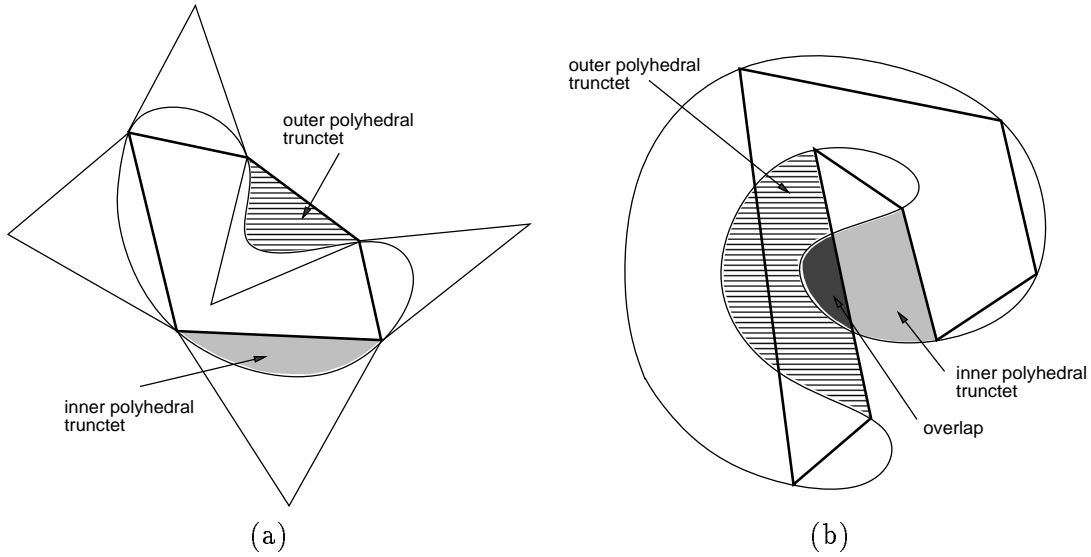 outer polyhedral
trunctet
inner polyhedral
trunctet
(a)
outer polyhedral
trunctet
inner polyhedral
trunctet
overlap
(b)